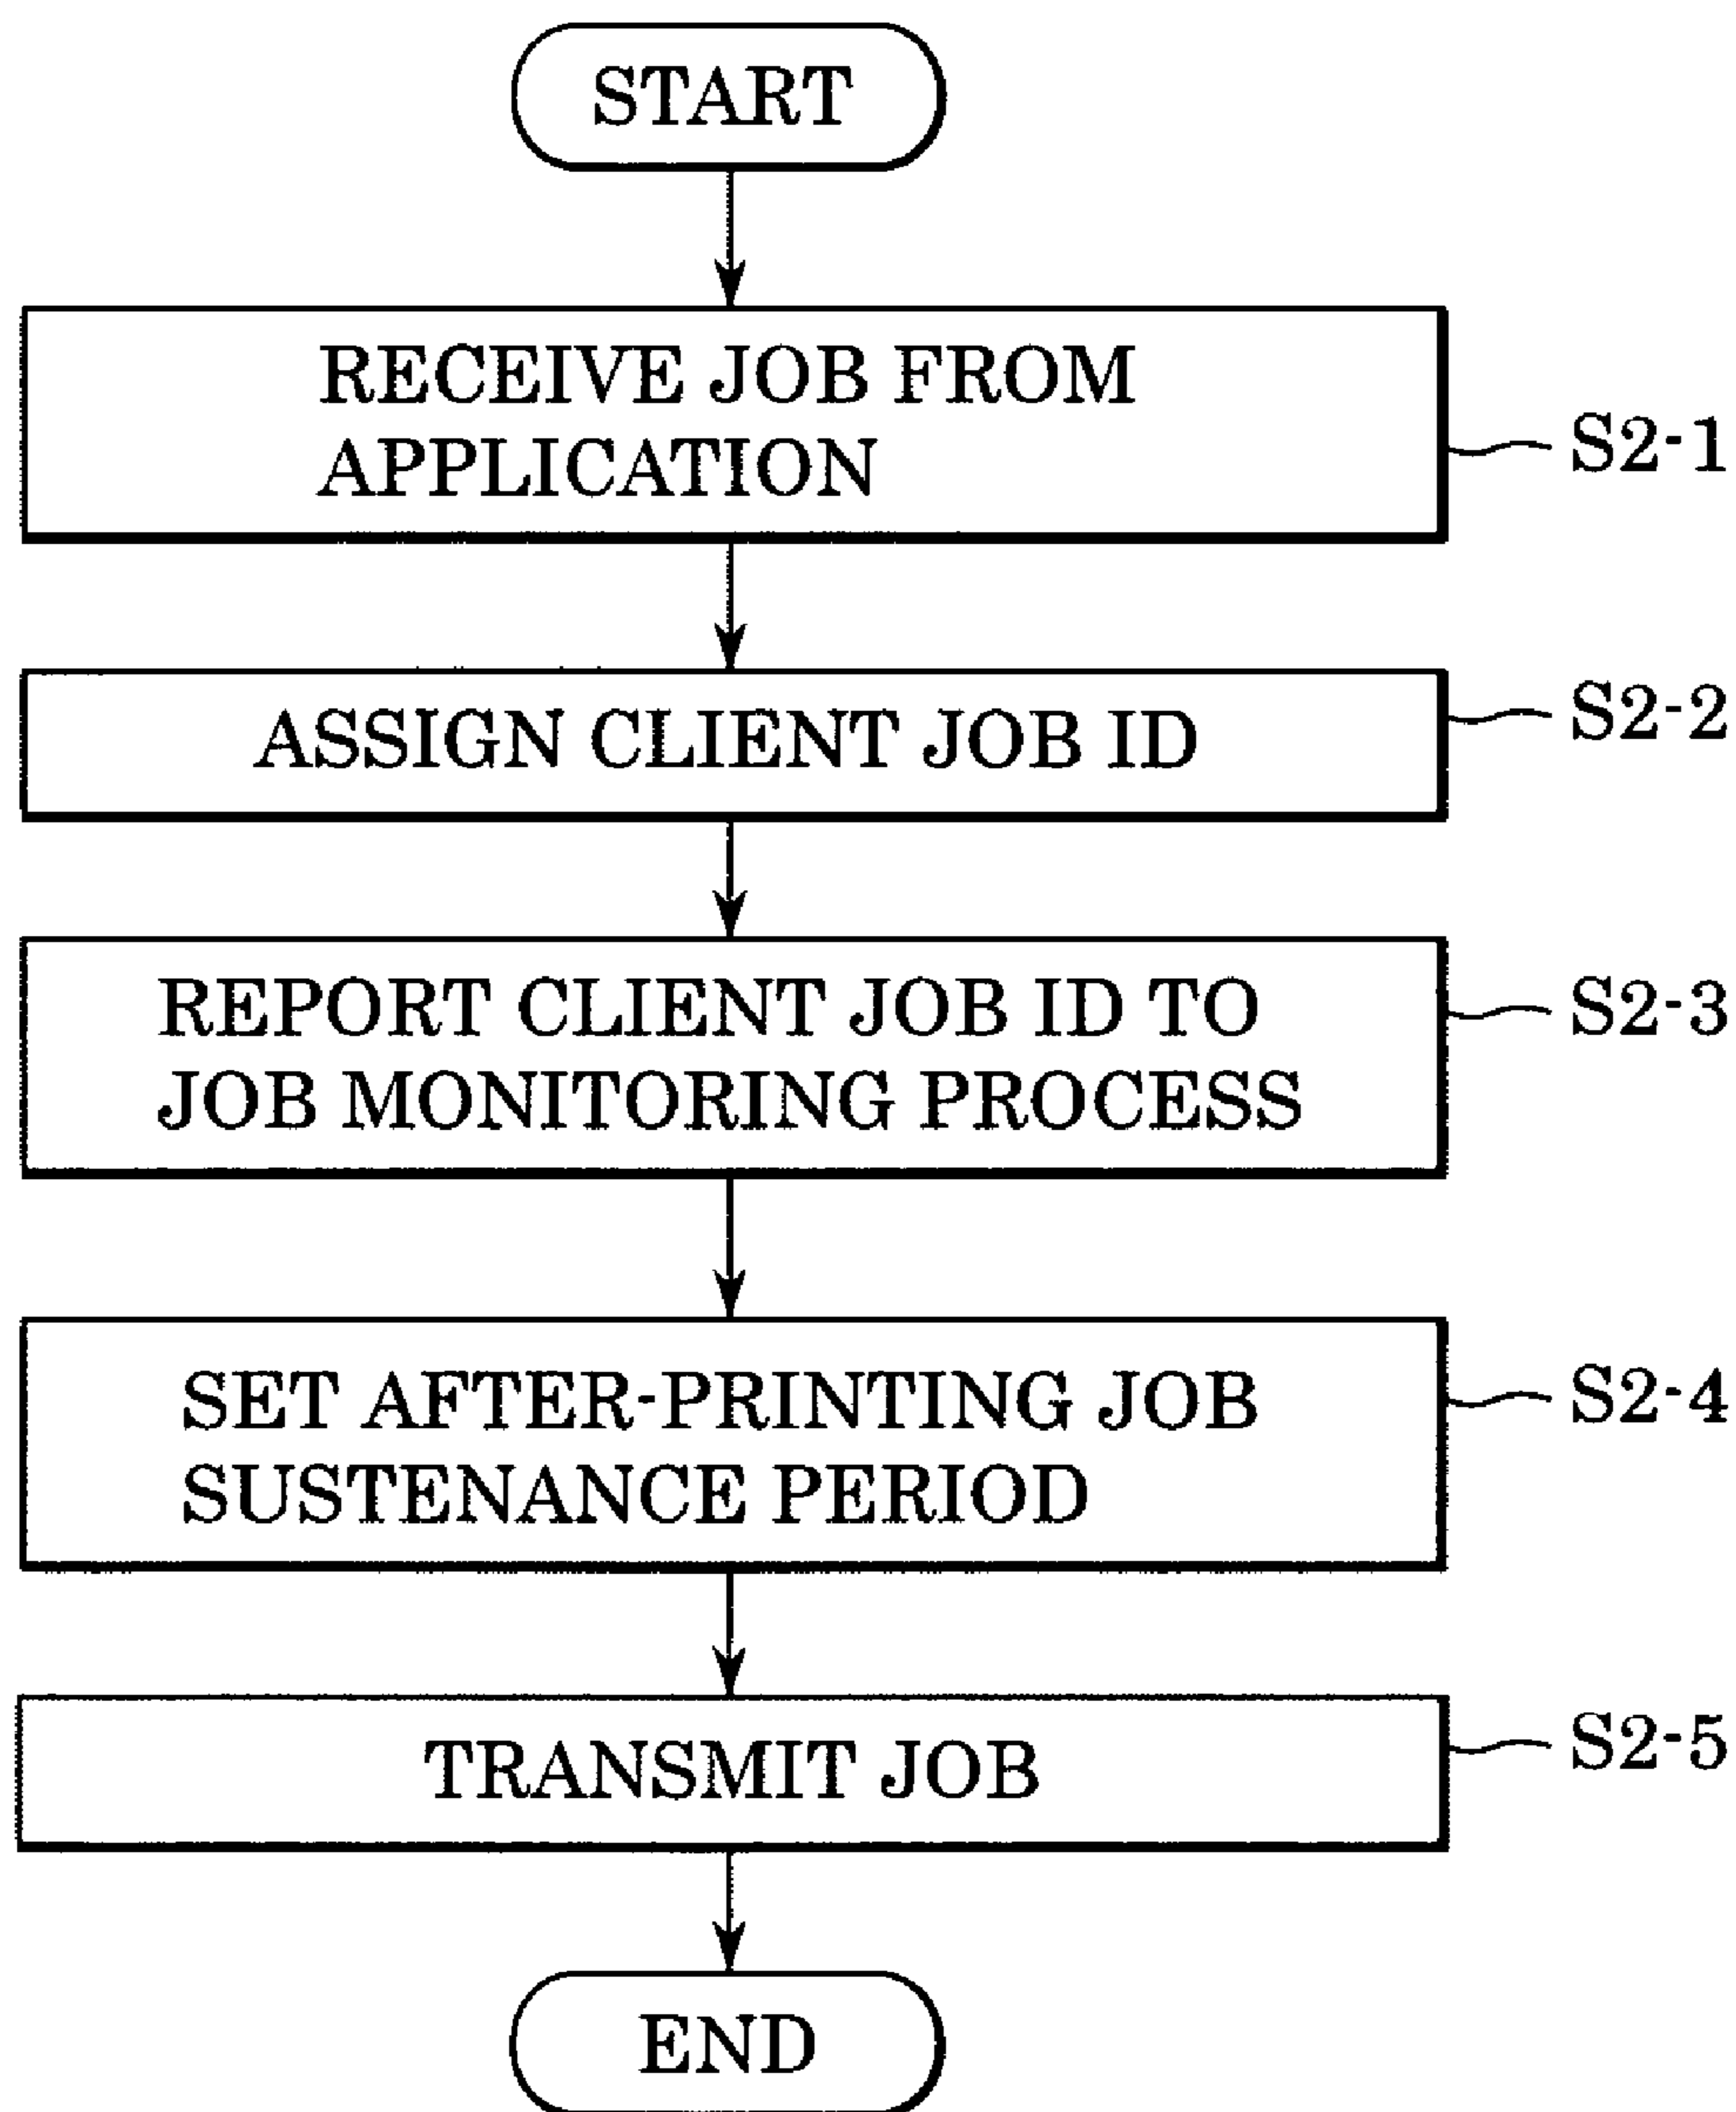 START
RECEIVE JOB FROM
APPLICATION
S2-1
ASSIGN CLIENT JOB ID
S2-2
REPORT CLIENT JOB ID TO
JOB MONITORING PROCESS
S2-3
SET AFTER-PRINTING JOB
SUSTENANCE PERIOD
S2-4
TRANSMIT JOB
S2-5
END